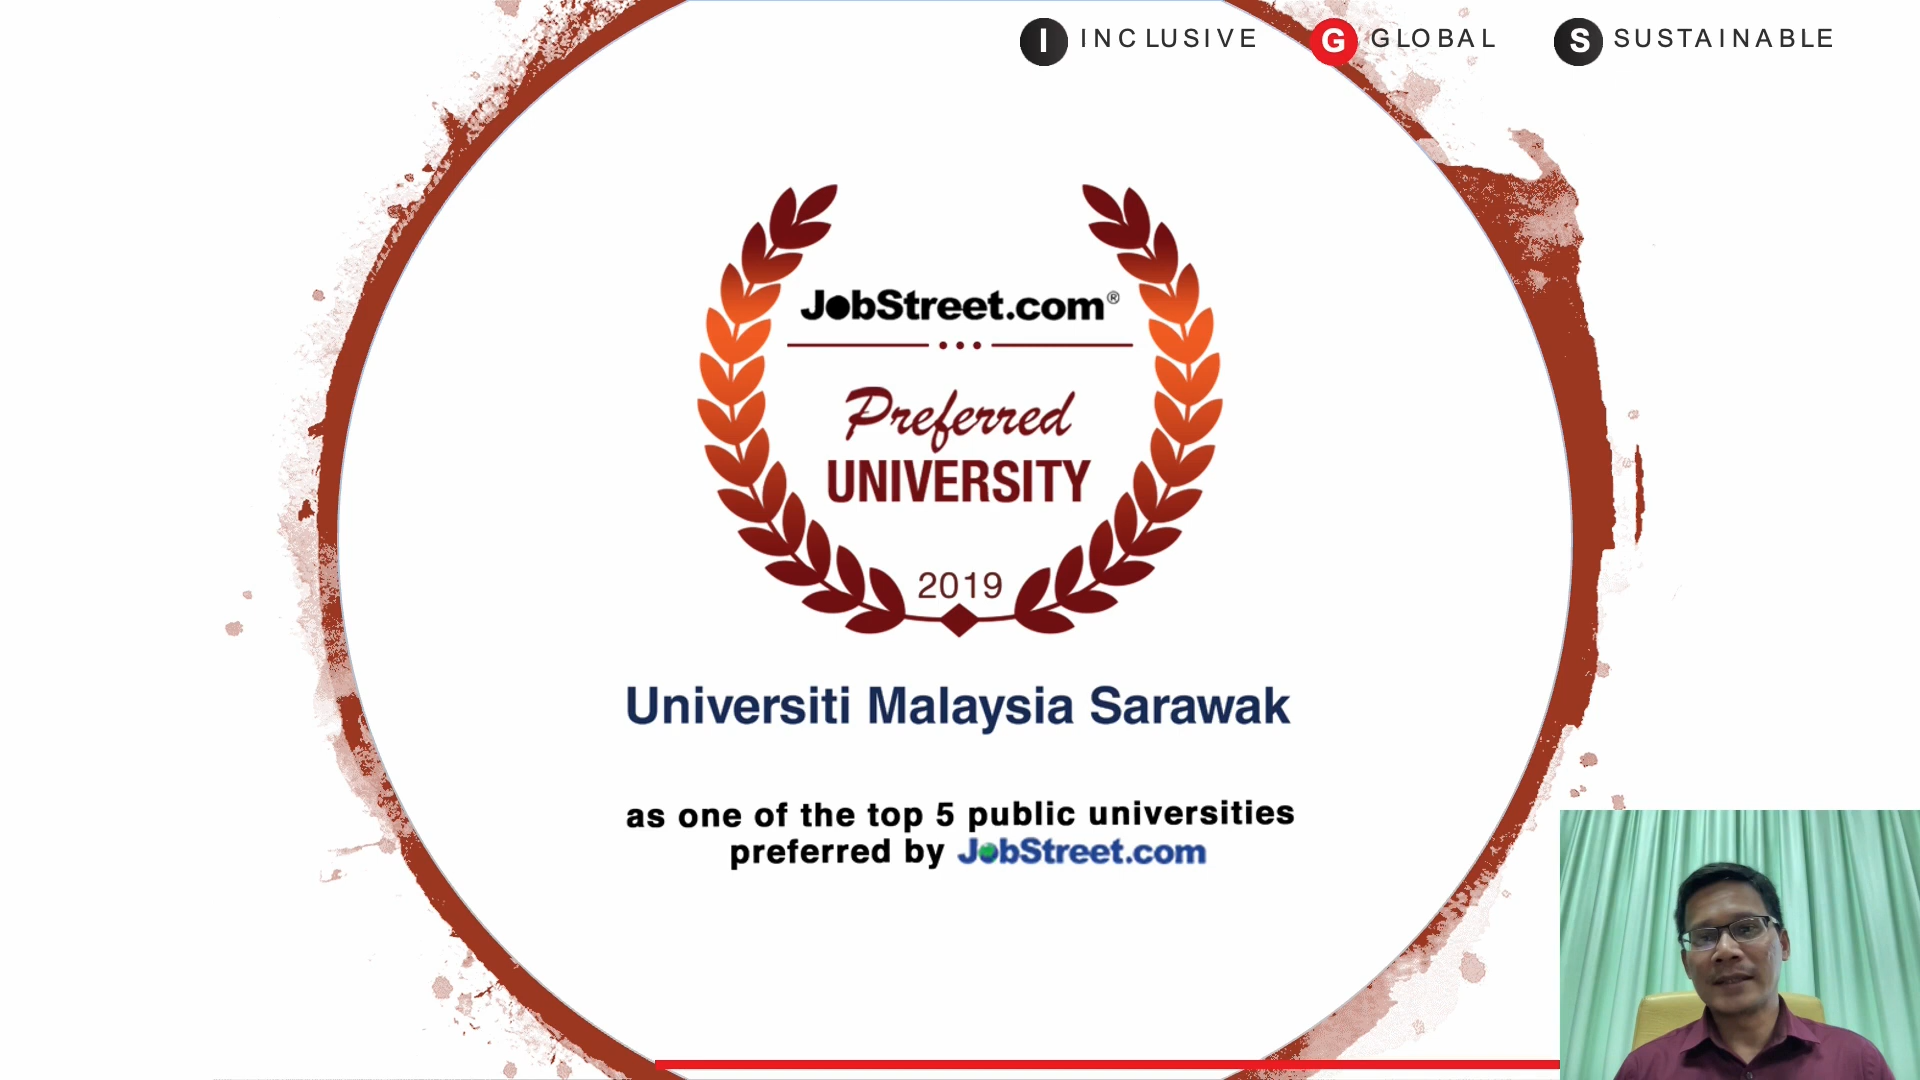 I INCLUSIVE G GLOBAL S SUSTAINABLE
JobStreet.com®
Preferred
UNIVERSITY
2019
Universiti Malaysia Sarawak
as one of the top 5 public universities
preferred by JobStreet.com